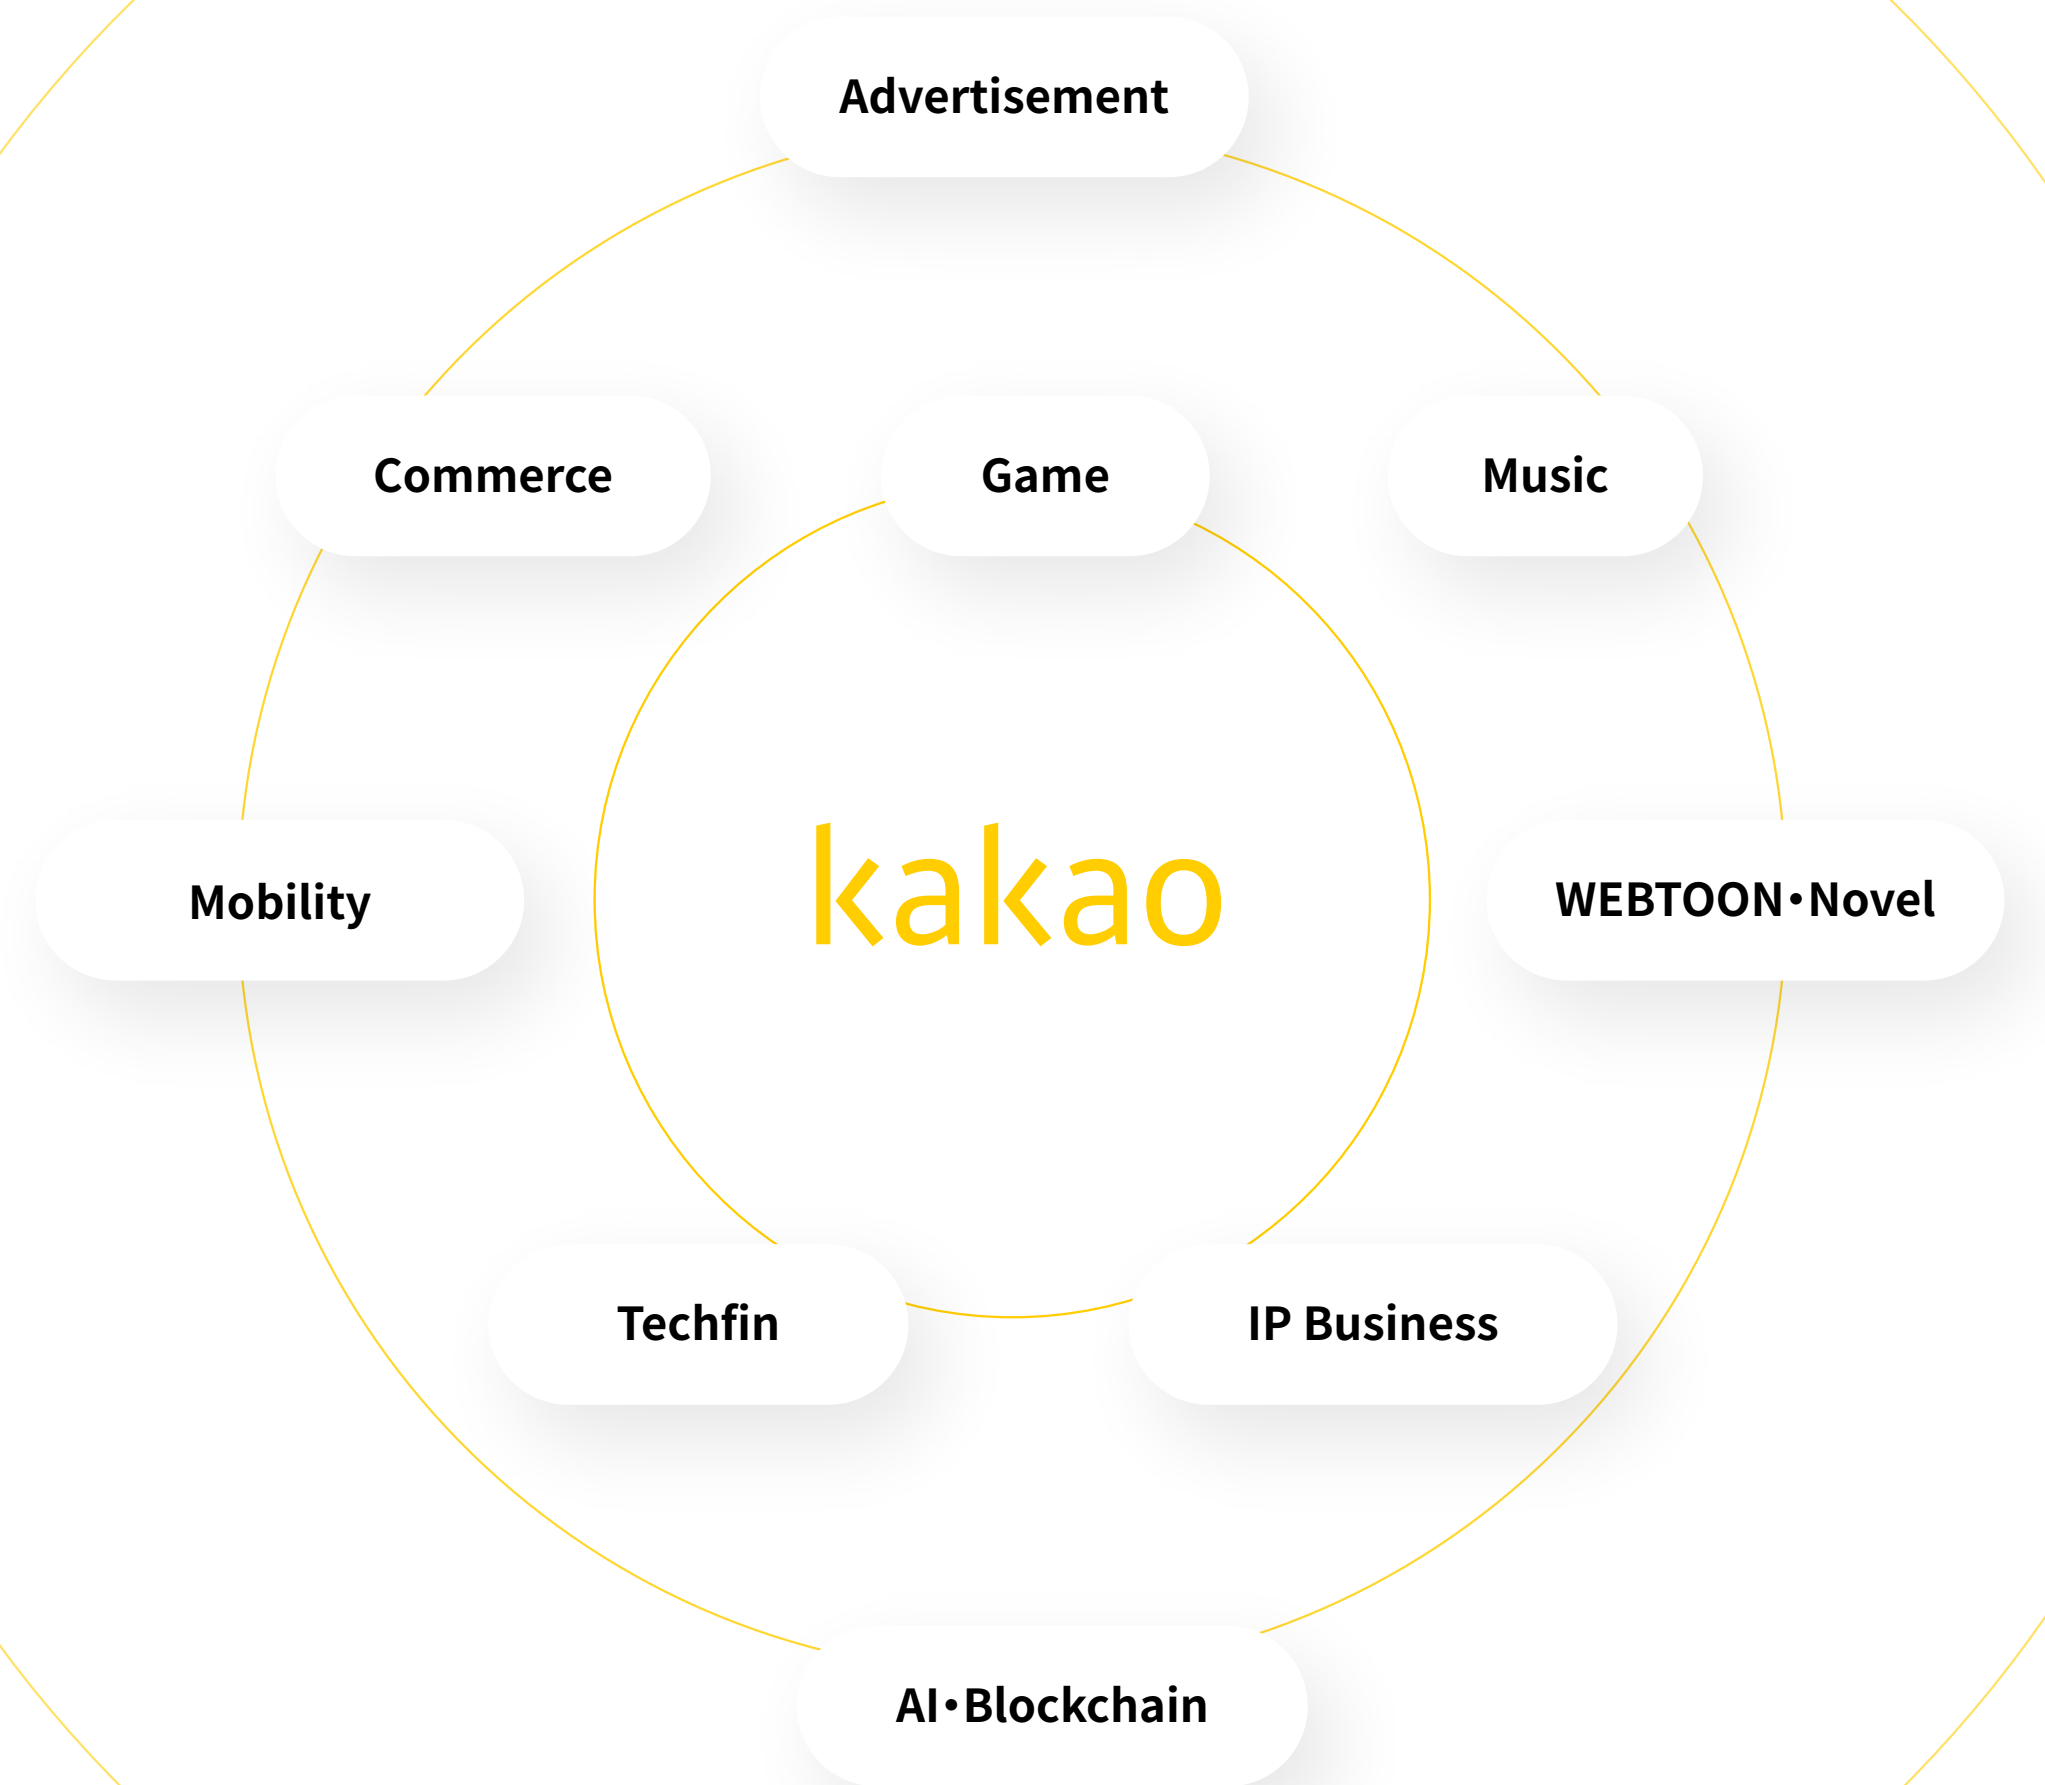 Advertisement
Commerce
Game
Music
kakao
Mobility
WEBTOON•Novel
Techfin
IP Business
AI•Blockchain